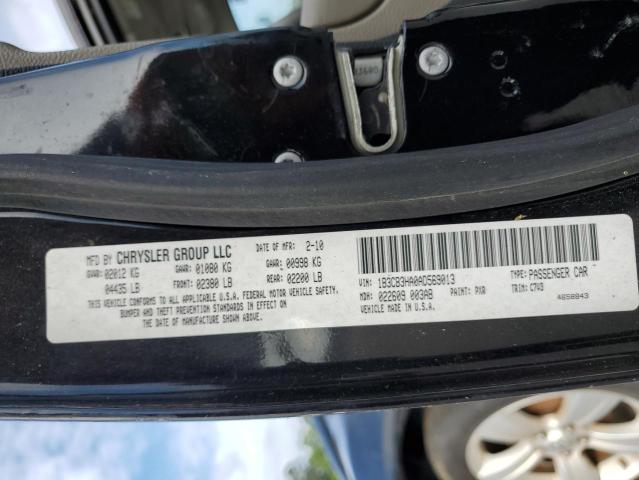 MFD BY CHRYSLER GROUP LLC DATE OF MFR: 2-10
GVWR: GAWR: 01080 KG GAWR: 00998 KG
02012 KG FRONT: 02380 LB REAR: 02200 LB
04435 LB
THIS VEHICLE CONFORMS TO ALL APPLICABLE U.S.A. FEDERAL MOTOR VEHICLE SAFETY,
BUMPER AND THEFT PREVENTION STANDARDS IN EFFECT ON
THE DATE OF MANUFACTURE SHOWN ABOVE.
VIN: 1B3CB3HA0AD569013 TYPE: PASSENGER CAR
MDH: 022609 003AB PAINT: PXR TRIM: C7V3
VEHICLE MADE IN U.S.A. 4658843